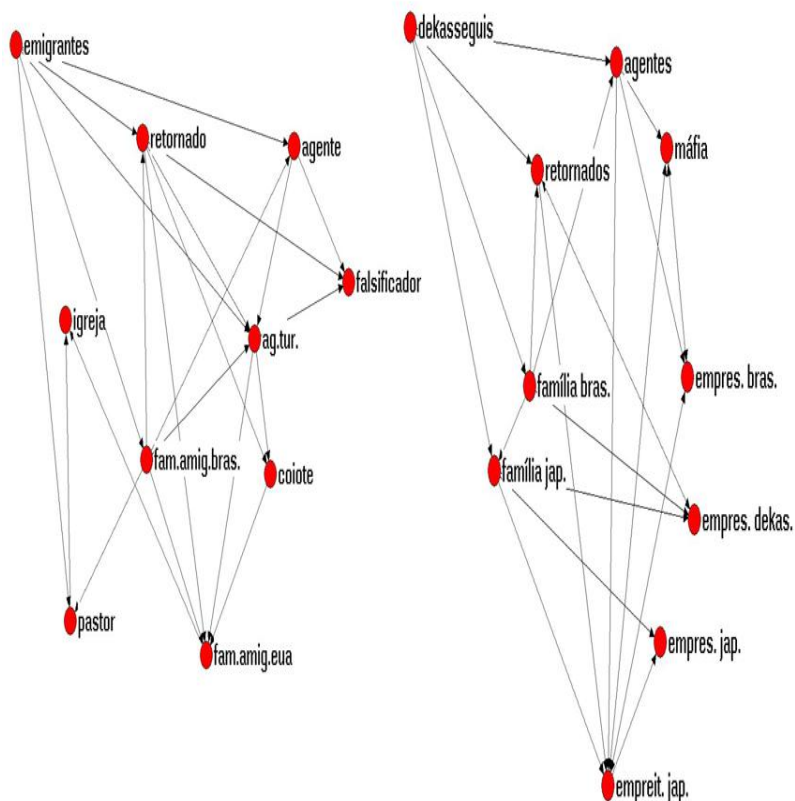 emigrantes
retornado
agente
falsificador
igreja
ag.tur.
fam.amig.bras.
coiote
pastor
fam.amig.eua
dekasseguis
agentes
máfia
retornados
empres. bras.
família bras.
família jap.
empres. dekas.
empres. jap.
empreit. jap.